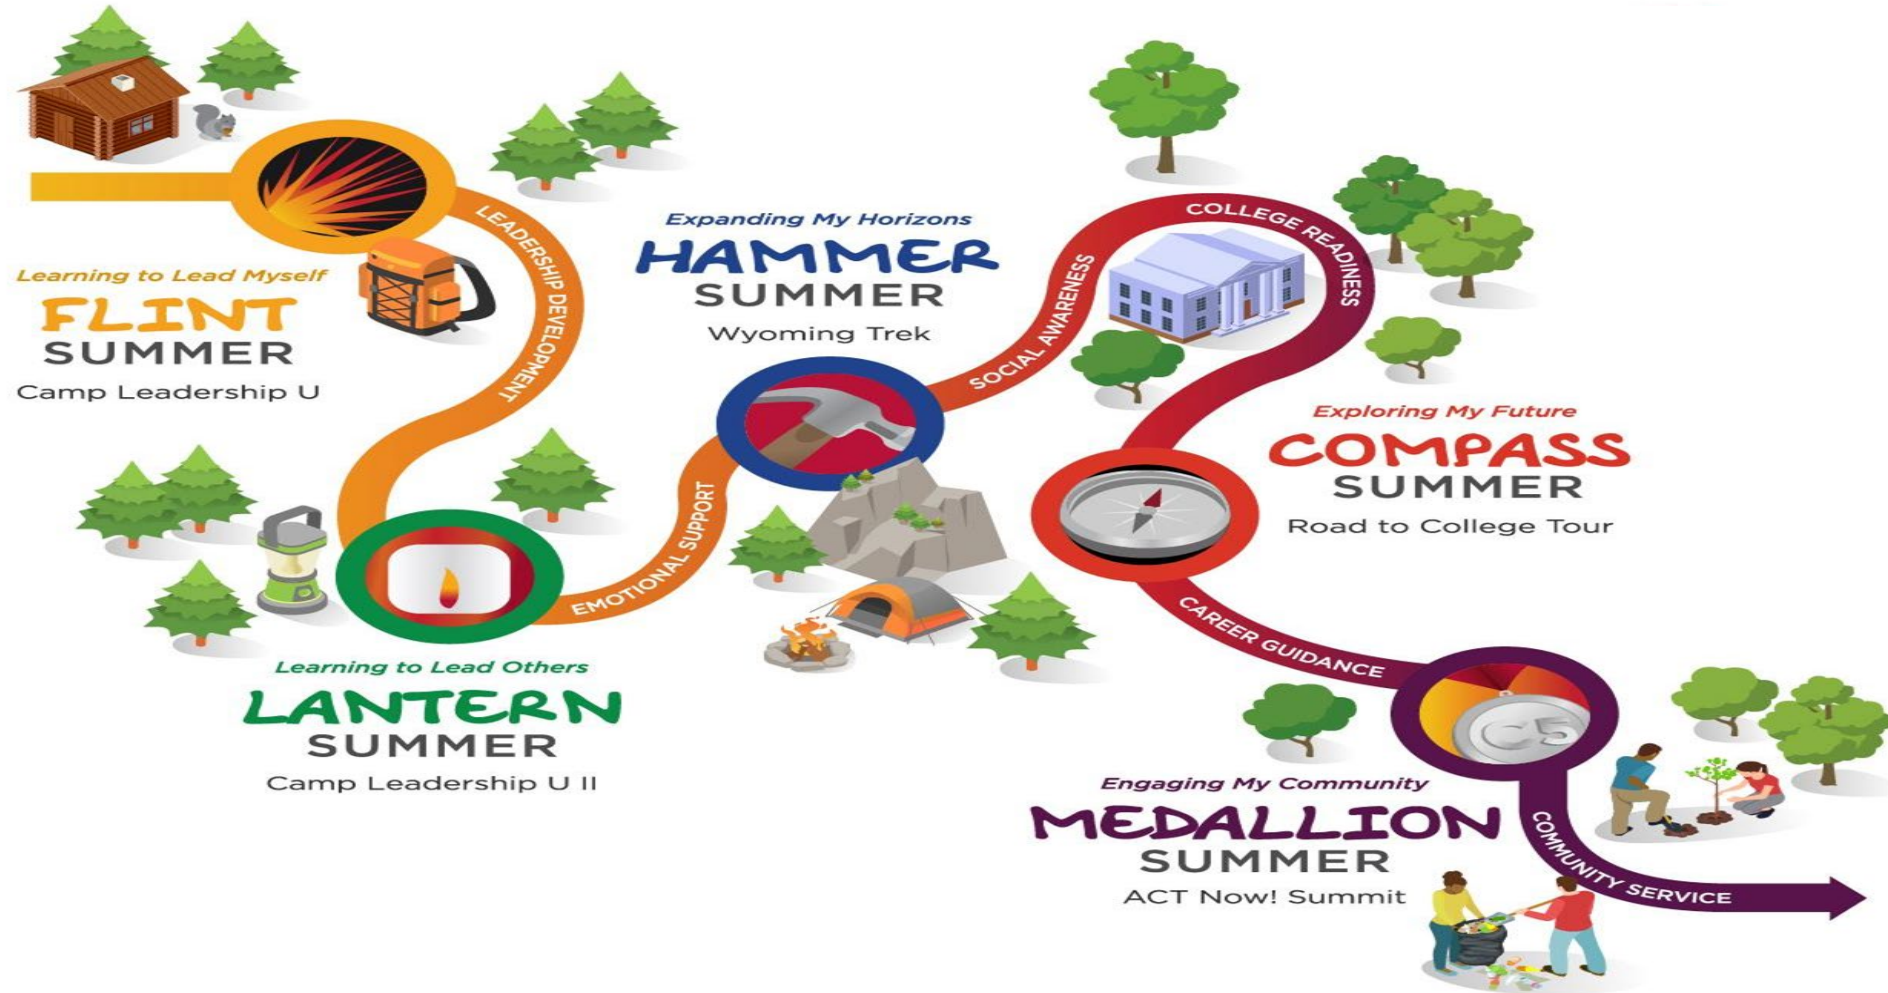 Learning to Lead Myself
FLINT
SUMMER
Camp Leadership U
LEADERSHIP DEVELOPMENT
Learning to Lead Others
LANTERN
SUMMER
Camp Leadership U II
EMOTIONAL SUPPORT
Expanding My Horizons
HAMMER
SUMMER
Wyoming Trek
SOCIAL AWARENESS
COLLEGE READINESS
Exploring My Future
COMPASS
SUMMER
Road to College Tour
CAREER GUIDANCE
C5
Engaging My Community
MEDALLION
SUMMER
ACT Now! Summit
COMMUNITY SERVICE